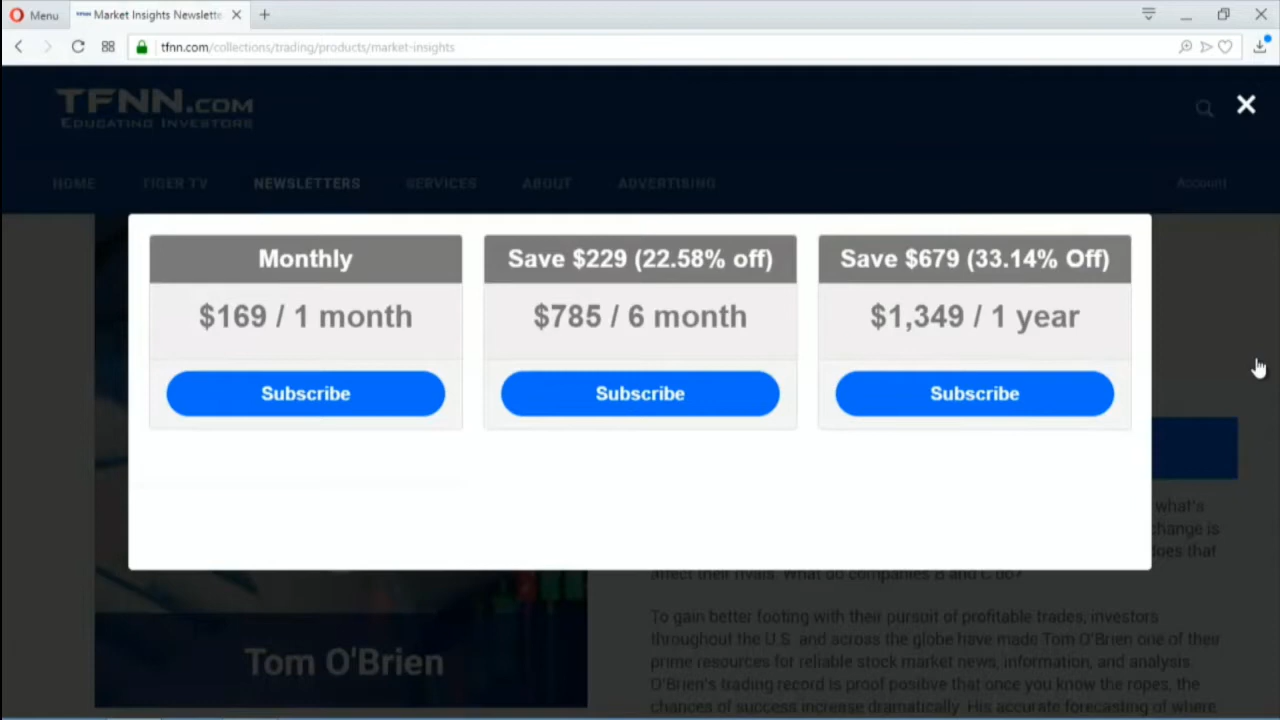 Menu
Market Insights Newslette
tfnn.com/collections/trading/products/market-insights
TFNN.COM
EDUCATING INVESTORS
HOME TIGER TV NEWSLETTERS SERVICES ABOUT ADVERTISING Account
Monthly
$169 / 1 month
Subscribe
Save $229 (22.58% off)
$785 / 6 month
Subscribe
Save $679 (33.14% Off)
$1,349 / 1 year
Subscribe
what's
change is
does that
affect their rivals. What do companies B and C do?
To gain better footing with their pursuit of profitable trades, investors
throughout the U.S. and across the globe have made Tom O'Brien one of their
prime resources for reliable stock market news, information, and analysis.
O'Brien's trading record is proof positive that once you know the ropes, the
chances of success increase dramatically. His accurate forecasting of where
Tom O'Brien